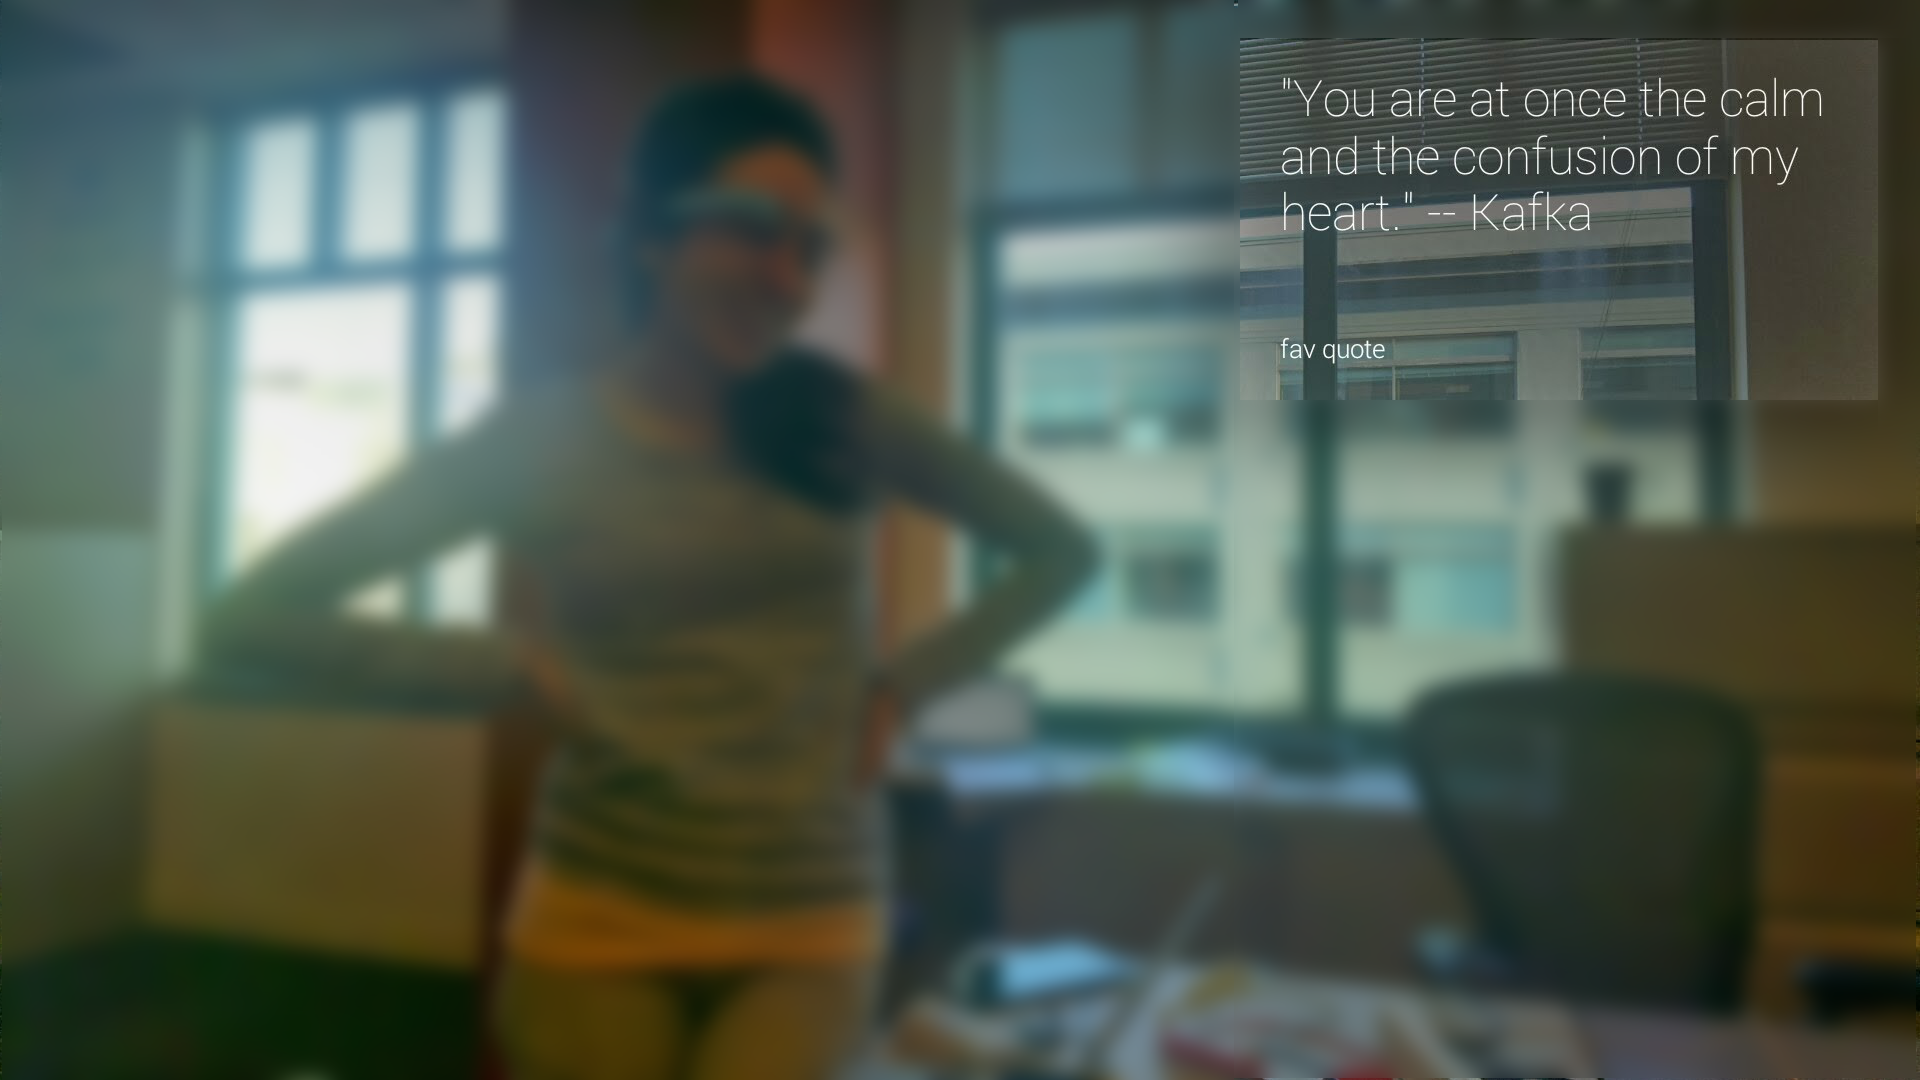 "You are at once the calm
and the confusion of my
heart." -- Kafka
fav quote